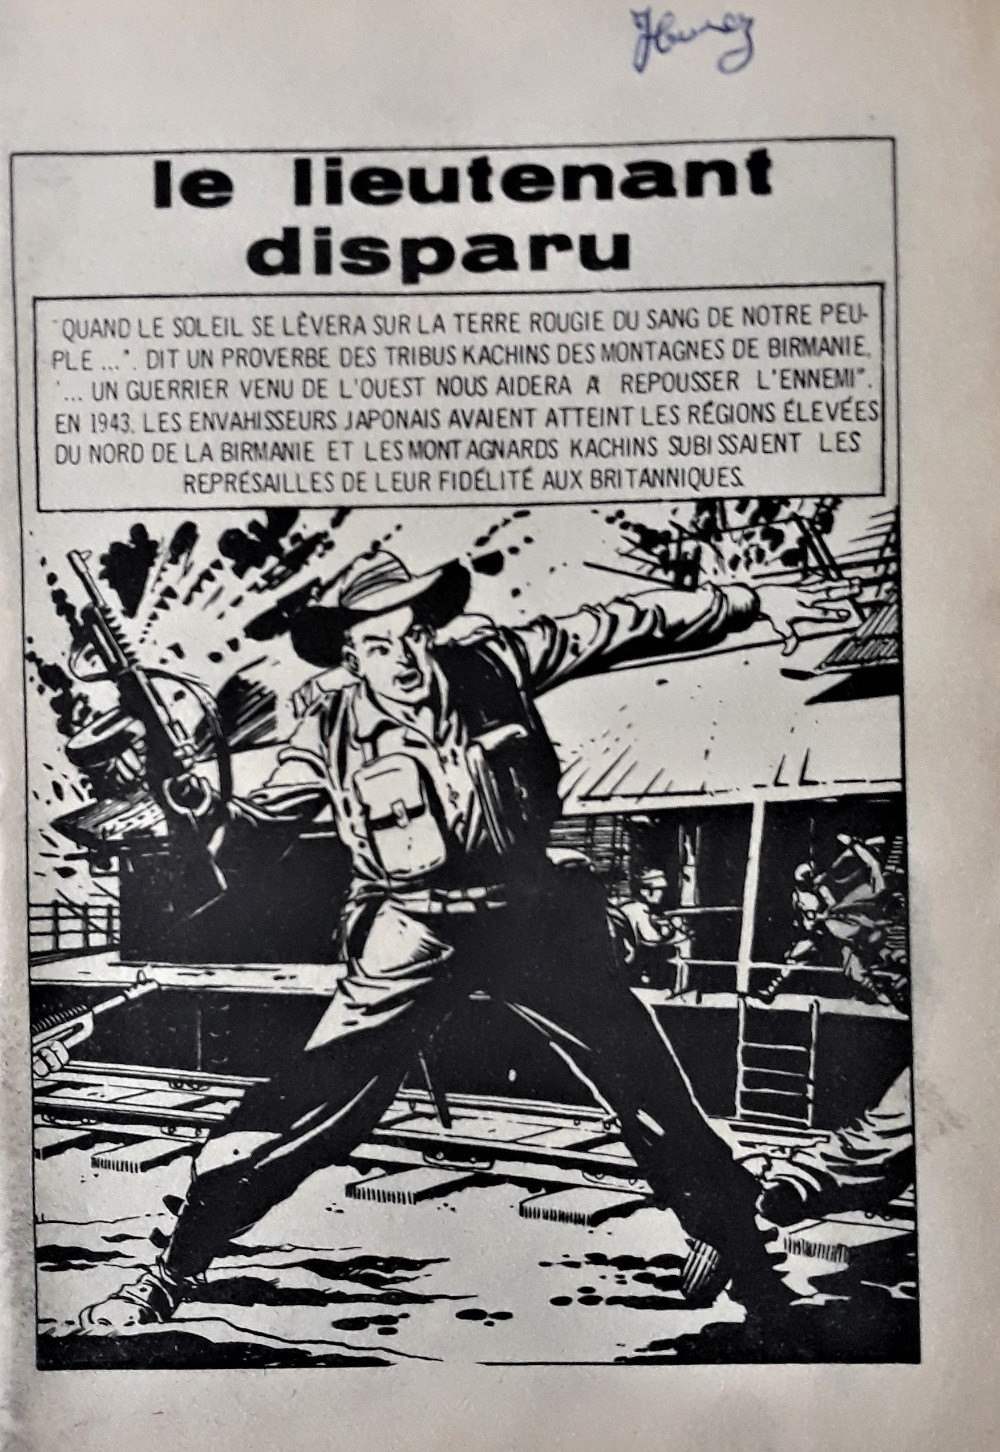 le lieutenant
disparu
"QUAND LE SOLEIL SE LÈVERA SUR LA TERRE ROUGIE DU SANG DE NOTRE PEU-
PLE ...". DIT UN PROVERBE DES TRIBUS KACHINS DES MONTAGNES DE BIRMANIE,
"... UN GUERRIER VENU DE L'OUEST NOUS AIDERA A REPOUSSER L'ENNEMI".
EN 1943, LES ENVAHISSEURS JAPONAIS AVAIENT ATTEINT LES RÉGIONS ÉLEVÉES
DU NORD DE LA BIRMANIE ET LES MONTAGNARDS KACHINS SUBISSAIENT LES
REPRÉSAILLES DE LEUR FIDÉLITÉ AUX BRITANNIQUES.